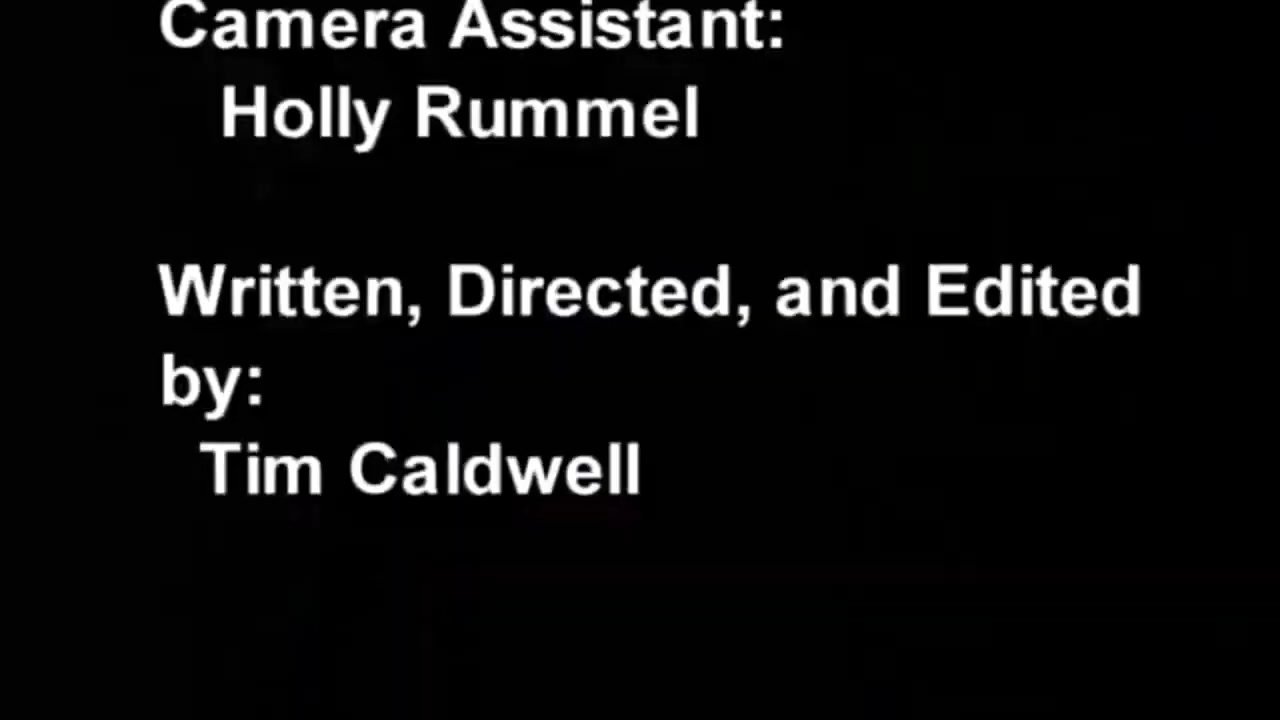 Camera Assistant:
Holly Rummel
Written, Directed, and Edited
by:
Tim Caldwell